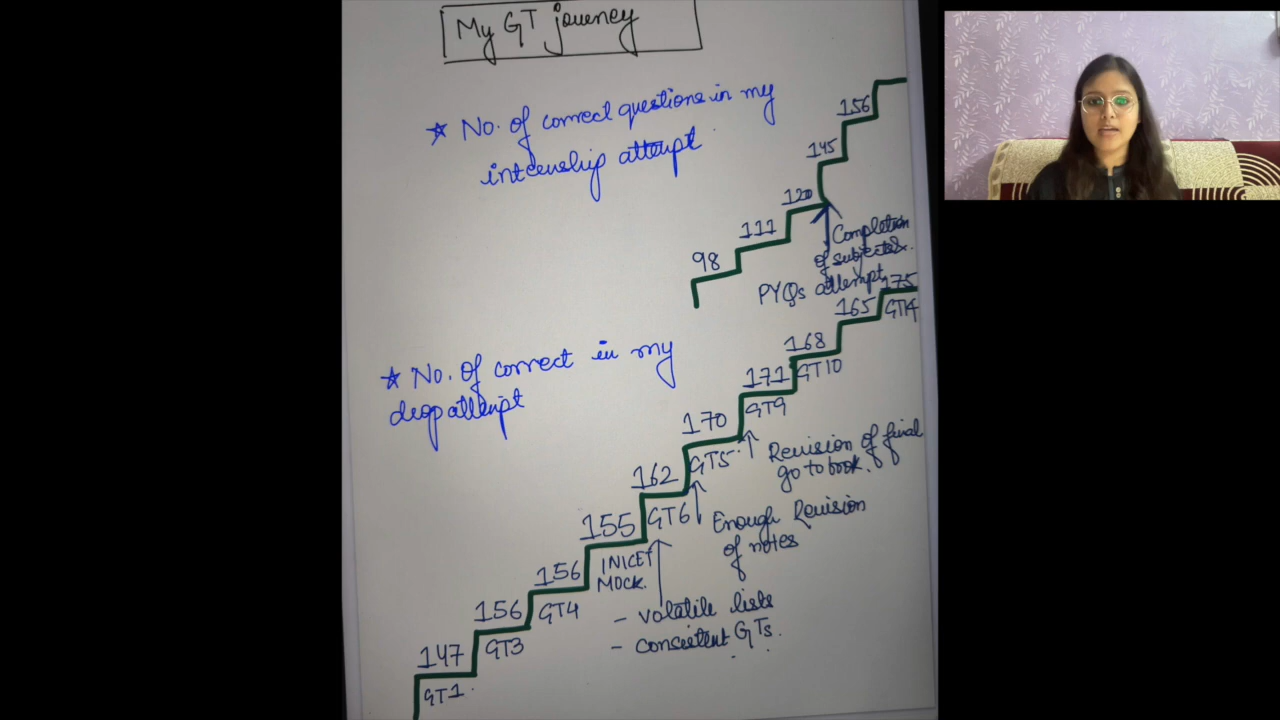 My GT journey
★ No. of correct questions in my
internship attempt
156
145
120
111
98
Completion
of subjects.
PYQs attempt
★ No. of correct in my
drop attempt
175
GT14
165
168
GT10
171
GT9
170
GT5
162
GT6
155
INICET
MOCK.
156
GT4
156
GT3
147
GT1
Revision of final
go to book.
Enough Revision
of notes
- volatile lists
- consistent GTs.